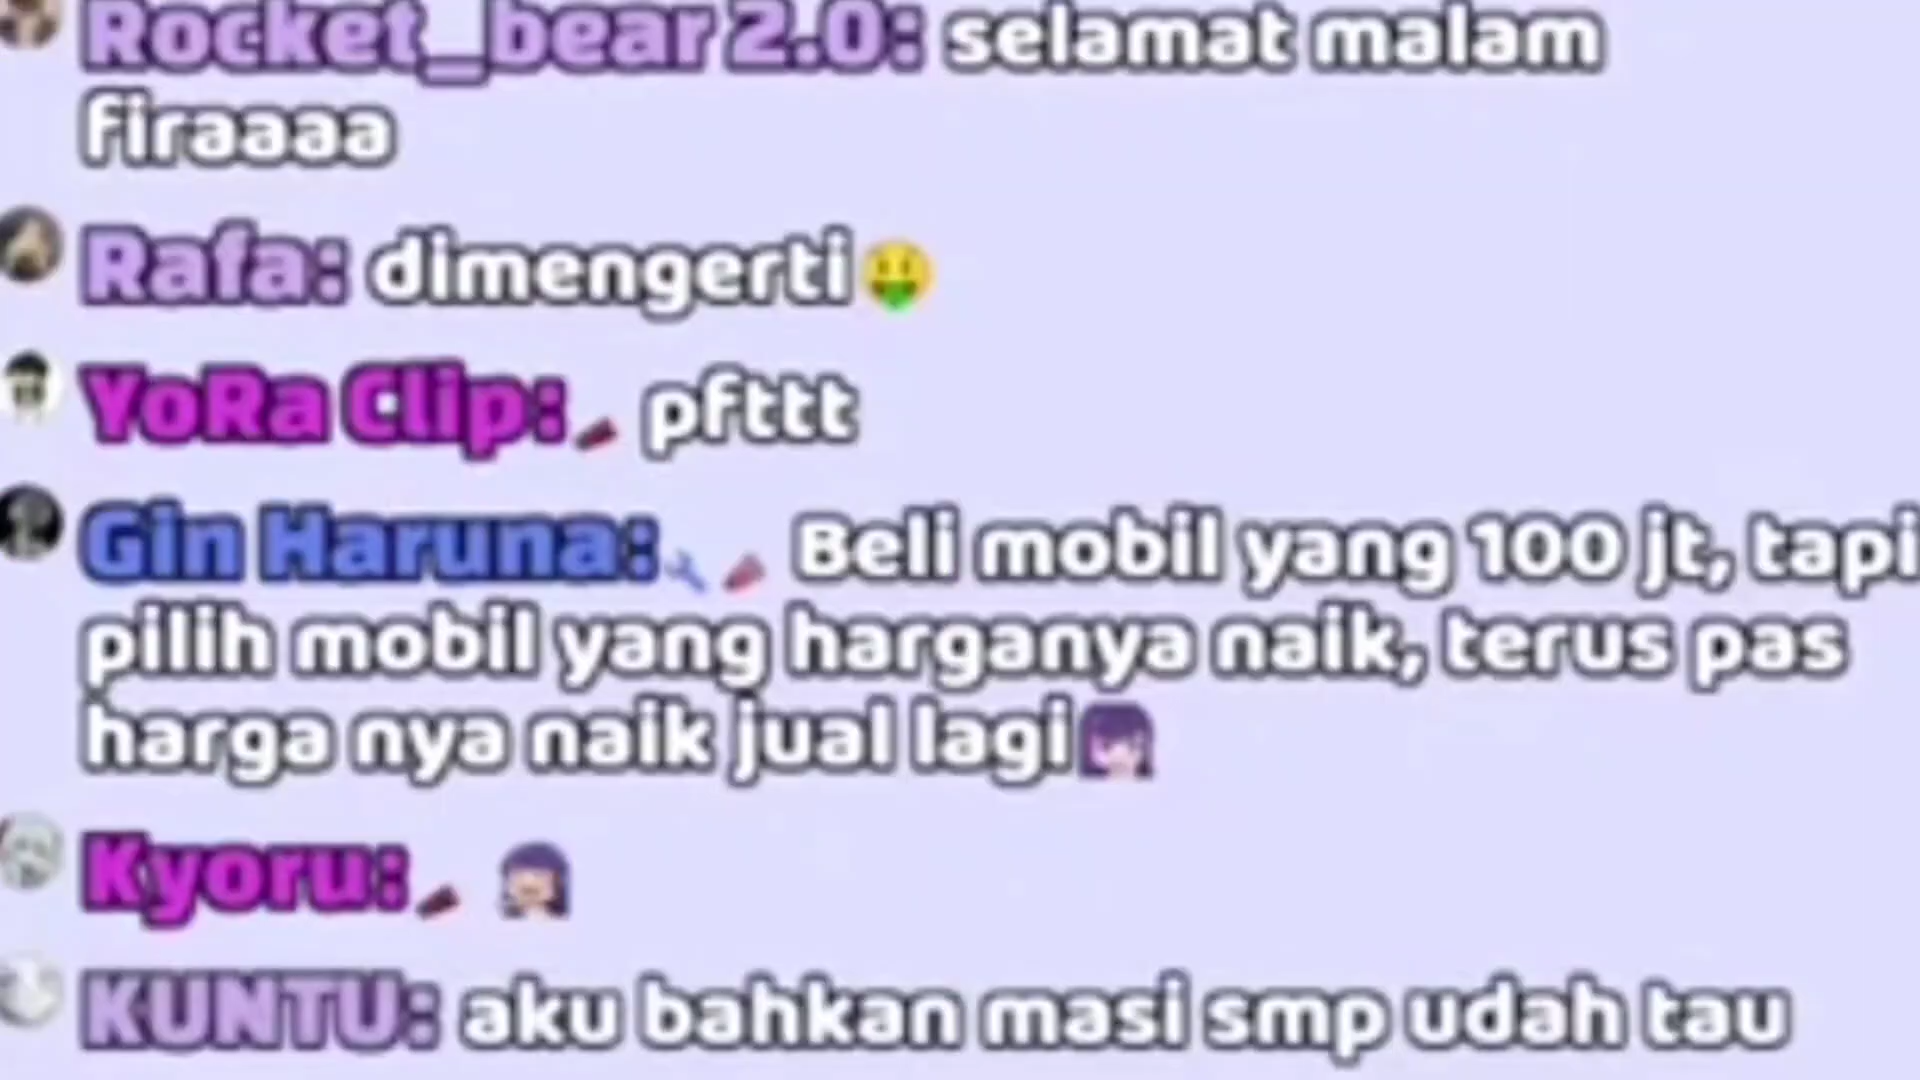 Rocket_bear 2.0: selamat malam
firaaaa
Rafa: dimengerti🤑
YoRa Clip: pfttt
Gin Haruna: Beli mobil yang 100 jt, tapi
pilih mobil yang harganya naik, terus pas
harga nya naik jual lagi
Kyoru:
KUNTU: aku bahkan masi smp udah tau